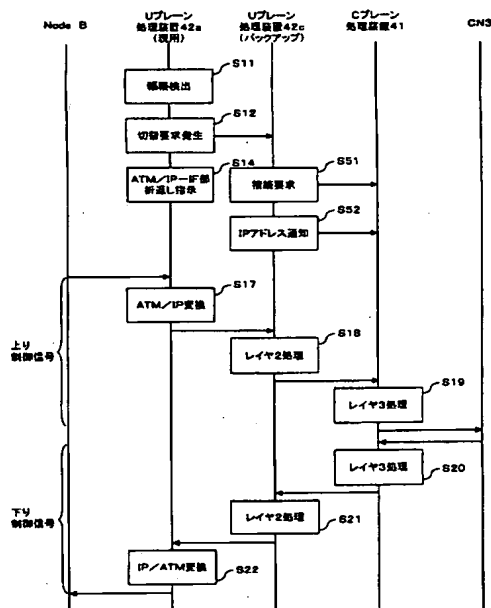 Node B
Uプレーン
処理装置42a
(現用)
Uプレーン
処理装置42c
(バックアップ)
Cプレーン
処理装置41
CN3
S11
輻輳検出
S12
切替要求発生
S14
ATM/IP-IF部
折返し指示
S51
接続要求
S52
IPアドレス通知
S17
ATM/IP変換
S18
レイヤ2処理
S19
レイヤ3処理
上り
制御信号
レイヤ3処理
S20
レイヤ2処理
S21
下り
制御信号
IP/ATM変換
S22